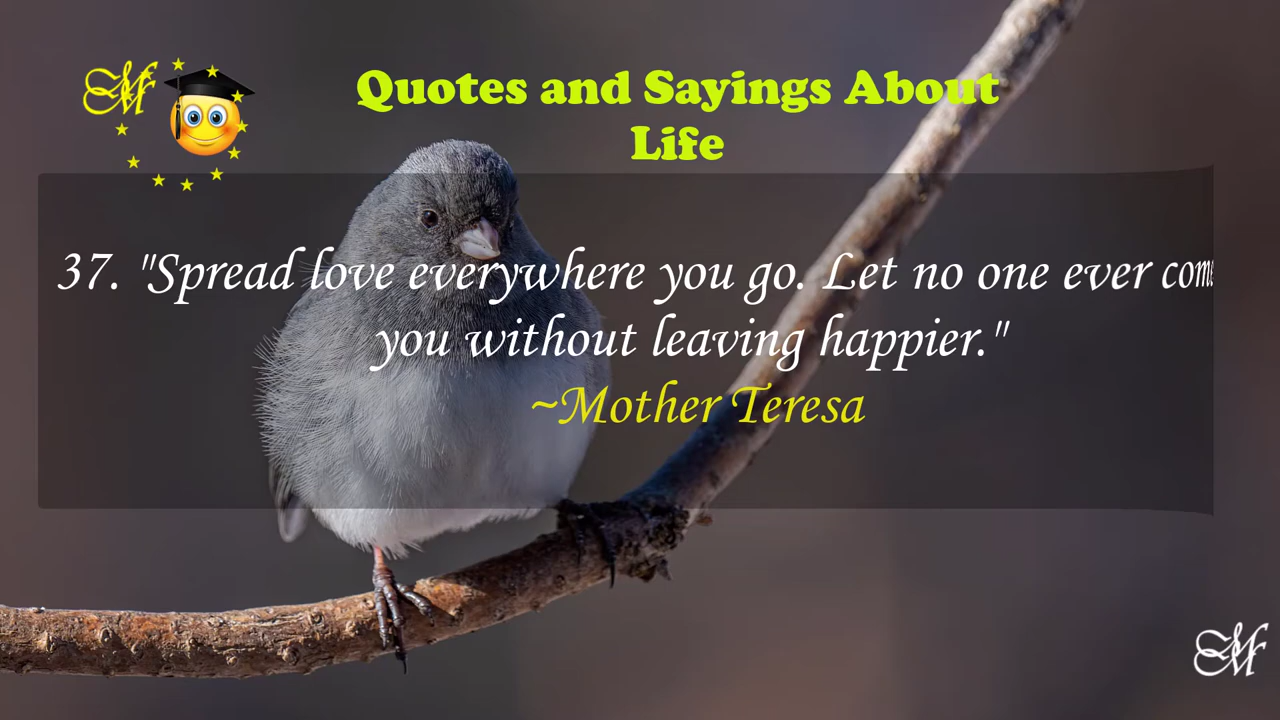 Quotes and Sayings About
Life
37. "Spread love everywhere you go. Let no one ever come
you without leaving happier."
~Mother Teresa
M
M